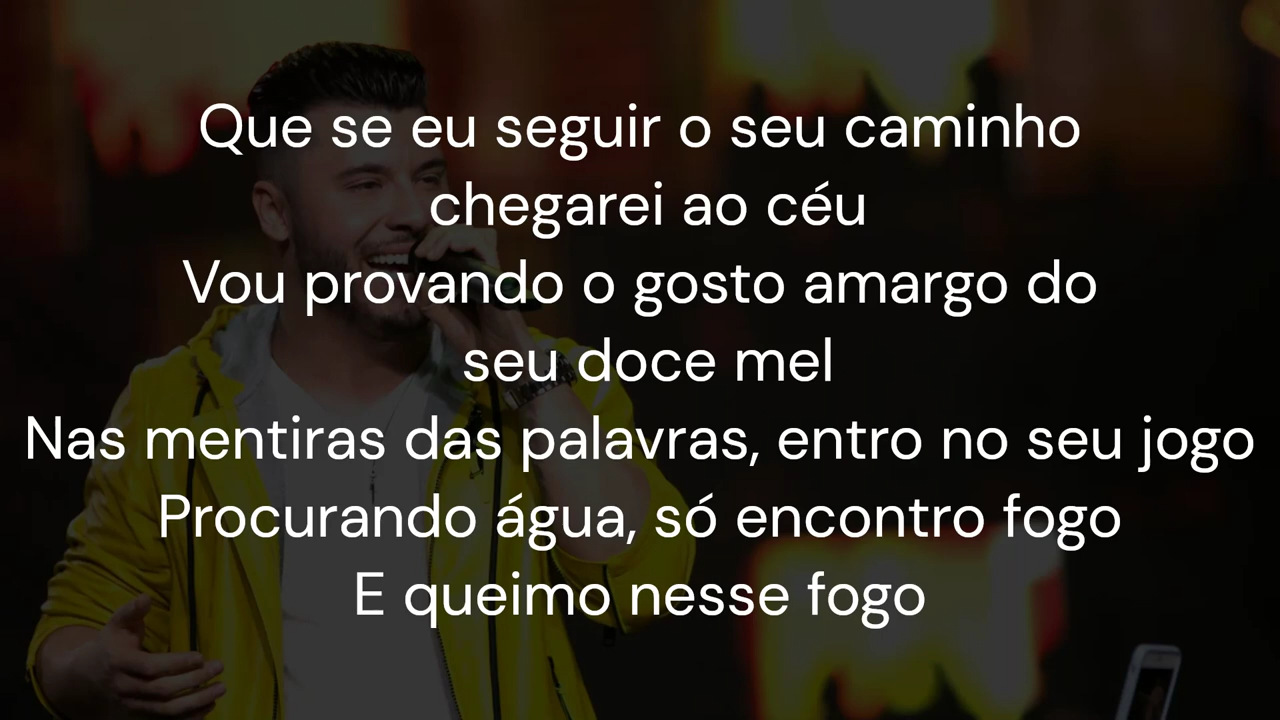 Que se eu seguir o seu caminho
chegarei ao céu
Vou provando o gosto amargo do
seu doce mel
Nas mentiras das palavras, entro no seu jogo
Procurando água, só encontro fogo
E queimo nesse fogo